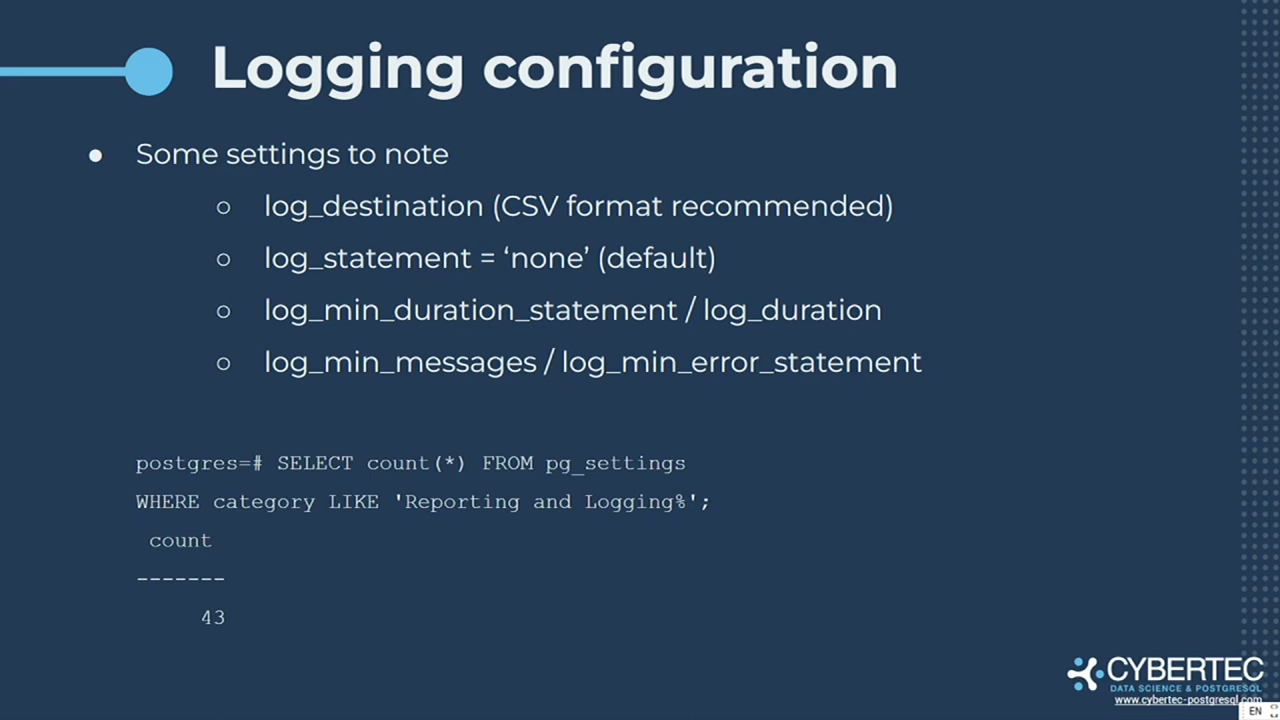 Logging configuration
● Some settings to note
○ log_destination (CSV format recommended)
○ log_statement = ‘none’ (default)
○ log_min_duration_statement / log_duration
○ log_min_messages / log_min_error_statement
postgres=# SELECT count(*) FROM pg_settings
WHERE category LIKE 'Reporting and Logging%';
count
-------
43
CYBERTEC
DATA SCIENCE & POSTGRESQL
www.cybertec-postgresql.com
EN